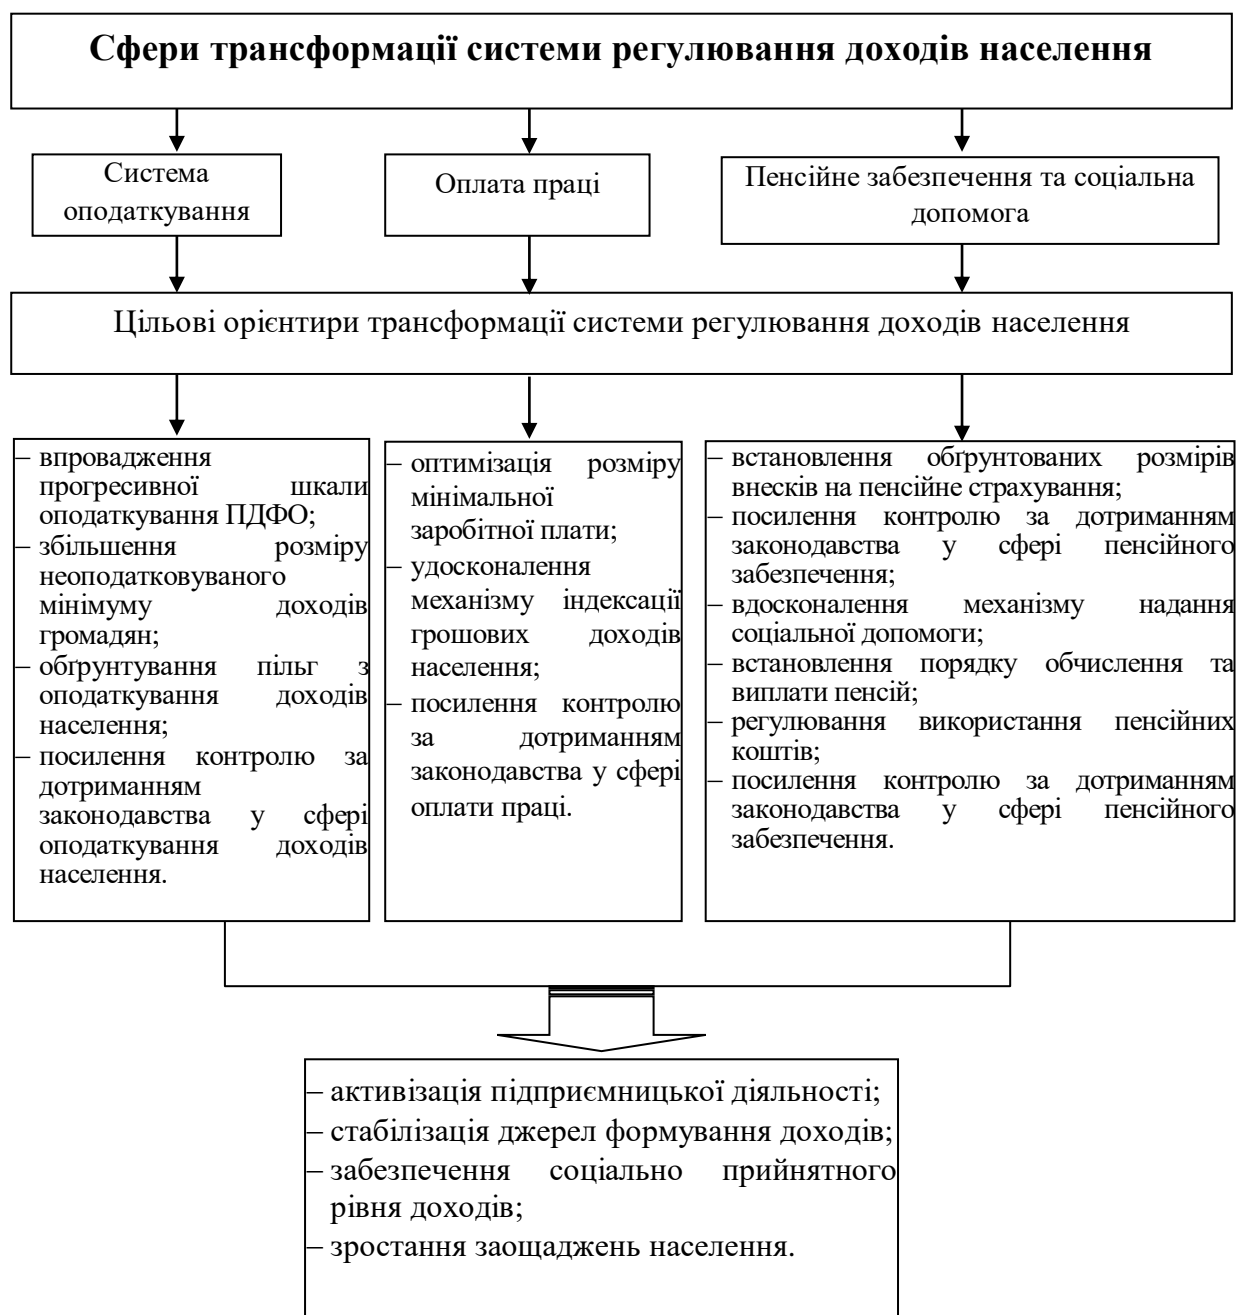 Сфери трансформації системи регулювання доходів населення
Система
оподаткування
Оплата праці
Пенсійне забезпечення та соціальна
допомога
Цільові орієнтири трансформації системи регулювання доходів населення
– впровадження
прогресивної шкали
оподаткування ПДФО;
– збільшення розміру
неоподатковуваного
мінімуму доходів
громадян;
– обґрунтування пільг з
оподаткування доходів
населення;
– посилення контролю за
дотриманням
законодавства у сфері
оподаткування доходів
населення.
– оптимізація розміру
мінімальної
заробітної плати;
– удосконалення
механізму індексації
грошових доходів
населення;
– посилення контролю
за дотриманням
законодавства у сфері
оплати праці.
– встановлення обґрунтованих розмірів
внесків на пенсійне страхування;
– посилення контролю за дотриманням
законодавства у сфері пенсійного
забезпечення;
– вдосконалення механізму надання
соціальної допомоги;
– встановлення порядку обчислення та
виплати пенсій;
– регулювання використання пенсійних
коштів;
– посилення контролю за дотриманням
законодавства у сфері пенсійного
забезпечення.
– активізація підприємницької діяльності;
– стабілізація джерел формування доходів;
– забезпечення соціально прийнятного
рівня доходів;
– зростання заощаджень населення.